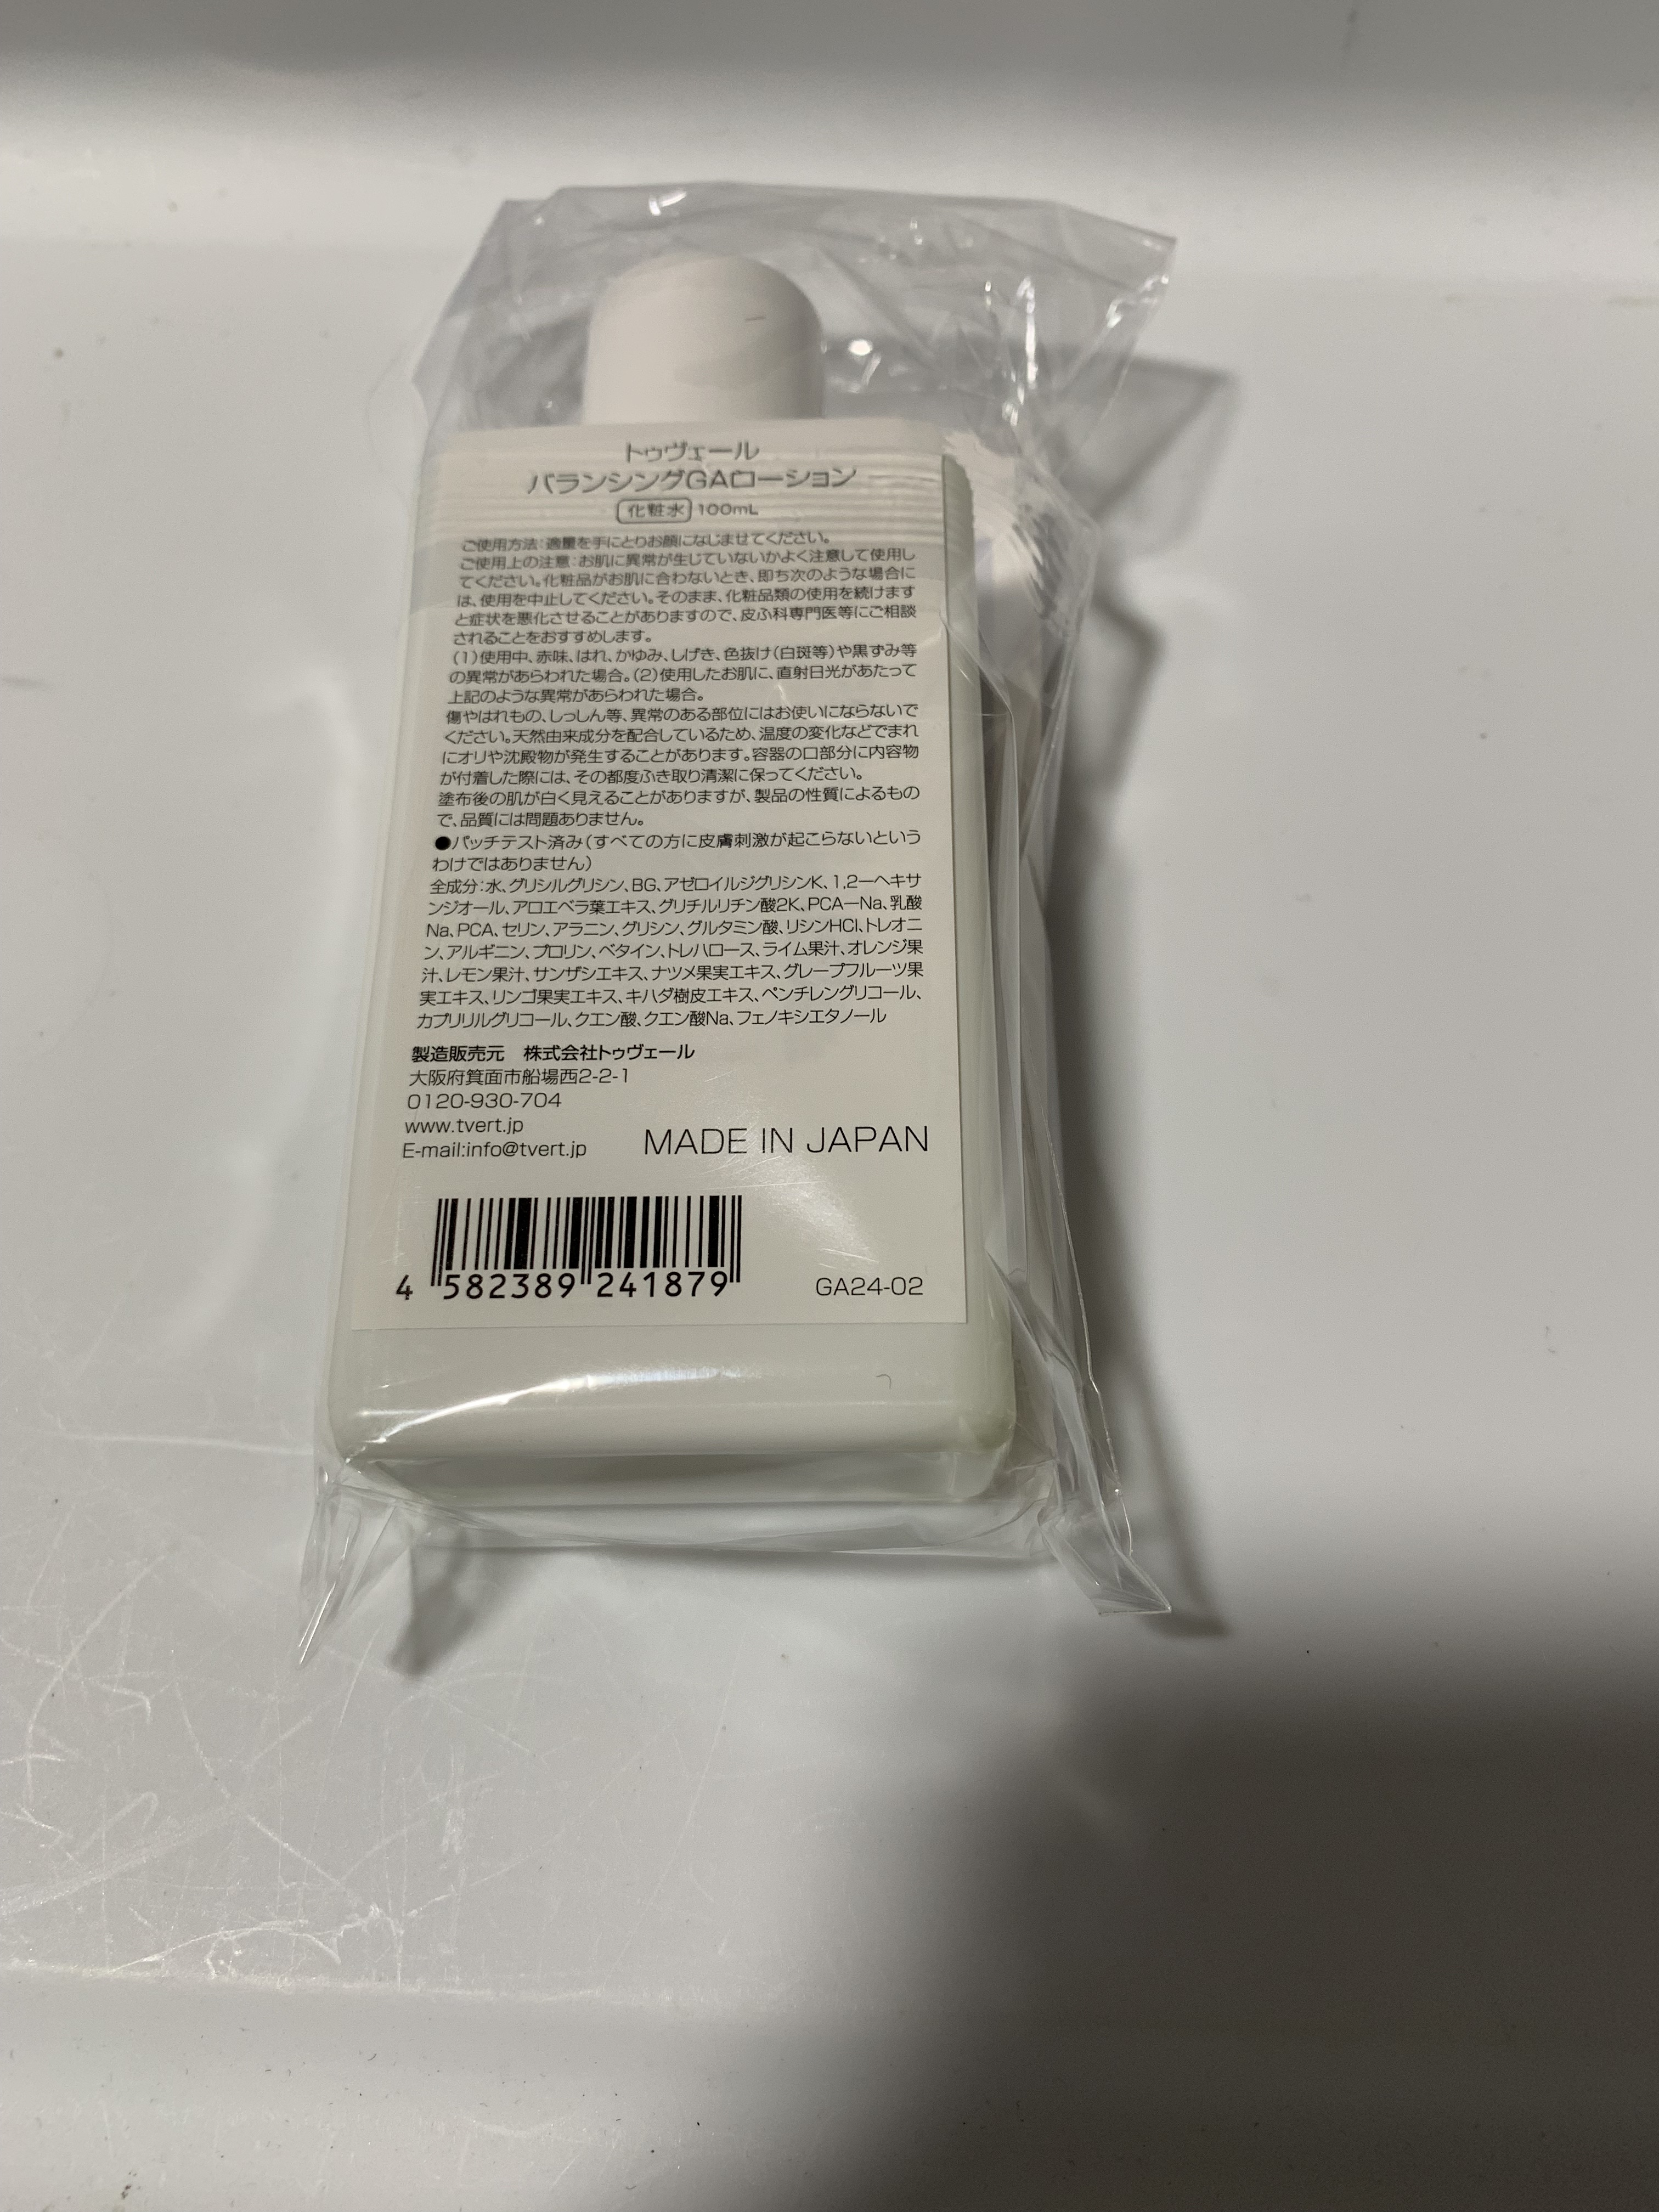 トゥヴェール
バランシングGAローション
化粧水 100mL
ご使用方法:適量を手にとりお顔になじませてください。
ご使用上の注意:お肌に異常が生じていないかよく注意して使用し
てください。化粧品がお肌に合わないとき、即ち次のような場合に
は、使用を中止してください。そのまま、化粧品類の使用を続けます
と症状を悪化させることがありますので、皮ふ科専門医等にご相談
されることをおすすめします。
(1)使用中、赤味、はれ、かゆみ、しげき、色抜け(白斑等)や黒ずみ等
の異常があらわれた場合。(2)使用したお肌に、直射日光があたって
上記のような異常があらわれた場合。
傷やはれもの、しっしん等、異常のある部位にはお使いにならないで
ください。天然由来成分を配合しているため、温度の変化などでまれ
にオリや沈殿物が発生することがあります。容器の口部分に内容物
が付着した際には、その都度ふき取り清潔に保ってください。
塗布後の肌が白く見えることがありますが、製品の性質によるもの
で、品質には問題ありません。
●パッチテスト済み(すべての方に皮膚刺激が起こらないという
わけではありません)
全成分:水、グリシルグリシン、BG、アゼロイルジグリシンK、1,2ーヘキサ
ンジオール、アロエベラ葉エキス、グリチルリチン酸2K、PCAーNa、乳酸
Na、PCA、セリン、アラニン、グリシン、グルタミン酸、リシンHCl、トレオニ
ン、アルギニン、プロリン、ベタイン、トレハロース、ライム果汁、オレンジ果
汁、レモン果汁、サンザシエキス、ナツメ果実エキス、グレープフルーツ果
実エキス、リンゴ果実エキス、キハダ樹皮エキス、ペンチレングリコール、
カプリリルグリコール、クエン酸、クエン酸Na、フェノキシエタノール
製造販売元 株式会社トゥヴェール
大阪府箕面市船場西2-2-1
0120-930-704
www.tvert.jp
E-mail:info@tvert.jp MADE IN JAPAN
4 582389 241879 GA24-02